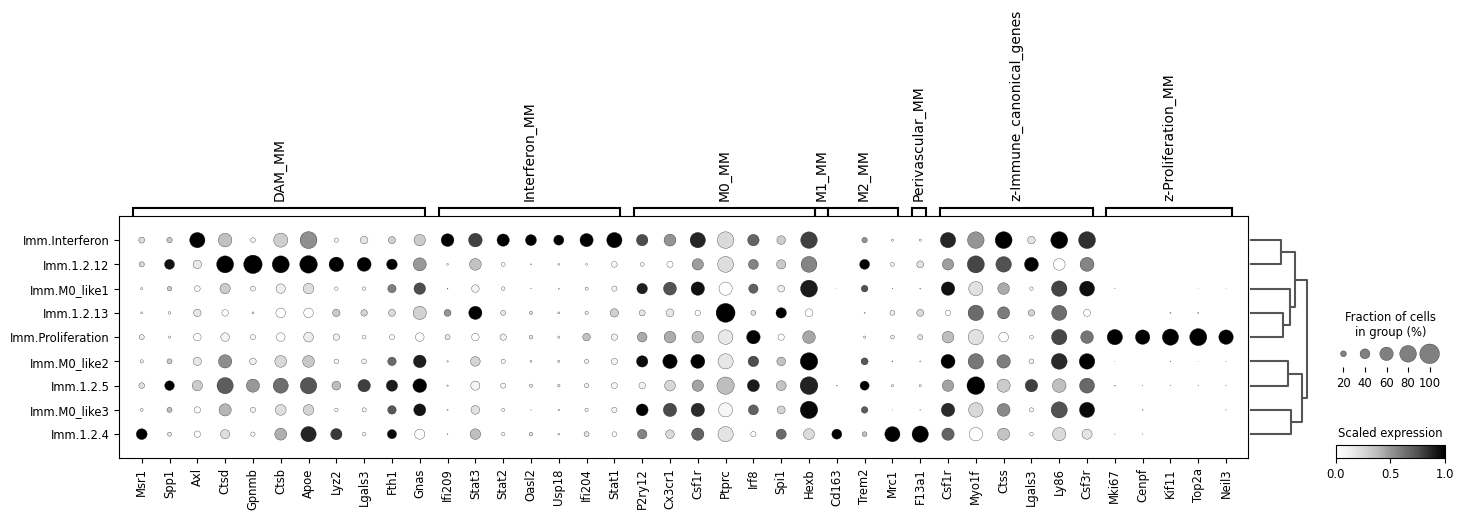 DAM_MM
Interferon_MM
M0_MM
M1_MM
M2_MM
Perivascular_MM
z-Immune_canonical_genes
z-Proliferation_MM
Imm.Interferon
Imm.1.2.12
Imm.M0_like1
Imm.1.2.13
Imm.Proliferation
Imm.M0_like2
Imm.1.2.5
Imm.M0_like3
Imm.1.2.4
Msr1
Spp1
Axl
Ctsd
Gpnmb
Ctsb
Apoe
Lyz2
Lgals3
Fth1
Gnas
Ifi209
Stat3
Stat2
Oasl2
Usp18
Ifi204
Stat1
P2ry12
Cx3cr1
Csf1r
Ptprc
Irf8
Spi1
Hexb
Cd163
Trem2
Mrc1
F13a1
Csf1r
Myo1f
Ctss
Lgals3
Ly86
Csf3r
Mki67
Cenpf
Kif11
Top2a
Neil3
Fraction of cells
in group (%)
20 40 60 80 100
Scaled expression
0.0 0.5 1.0